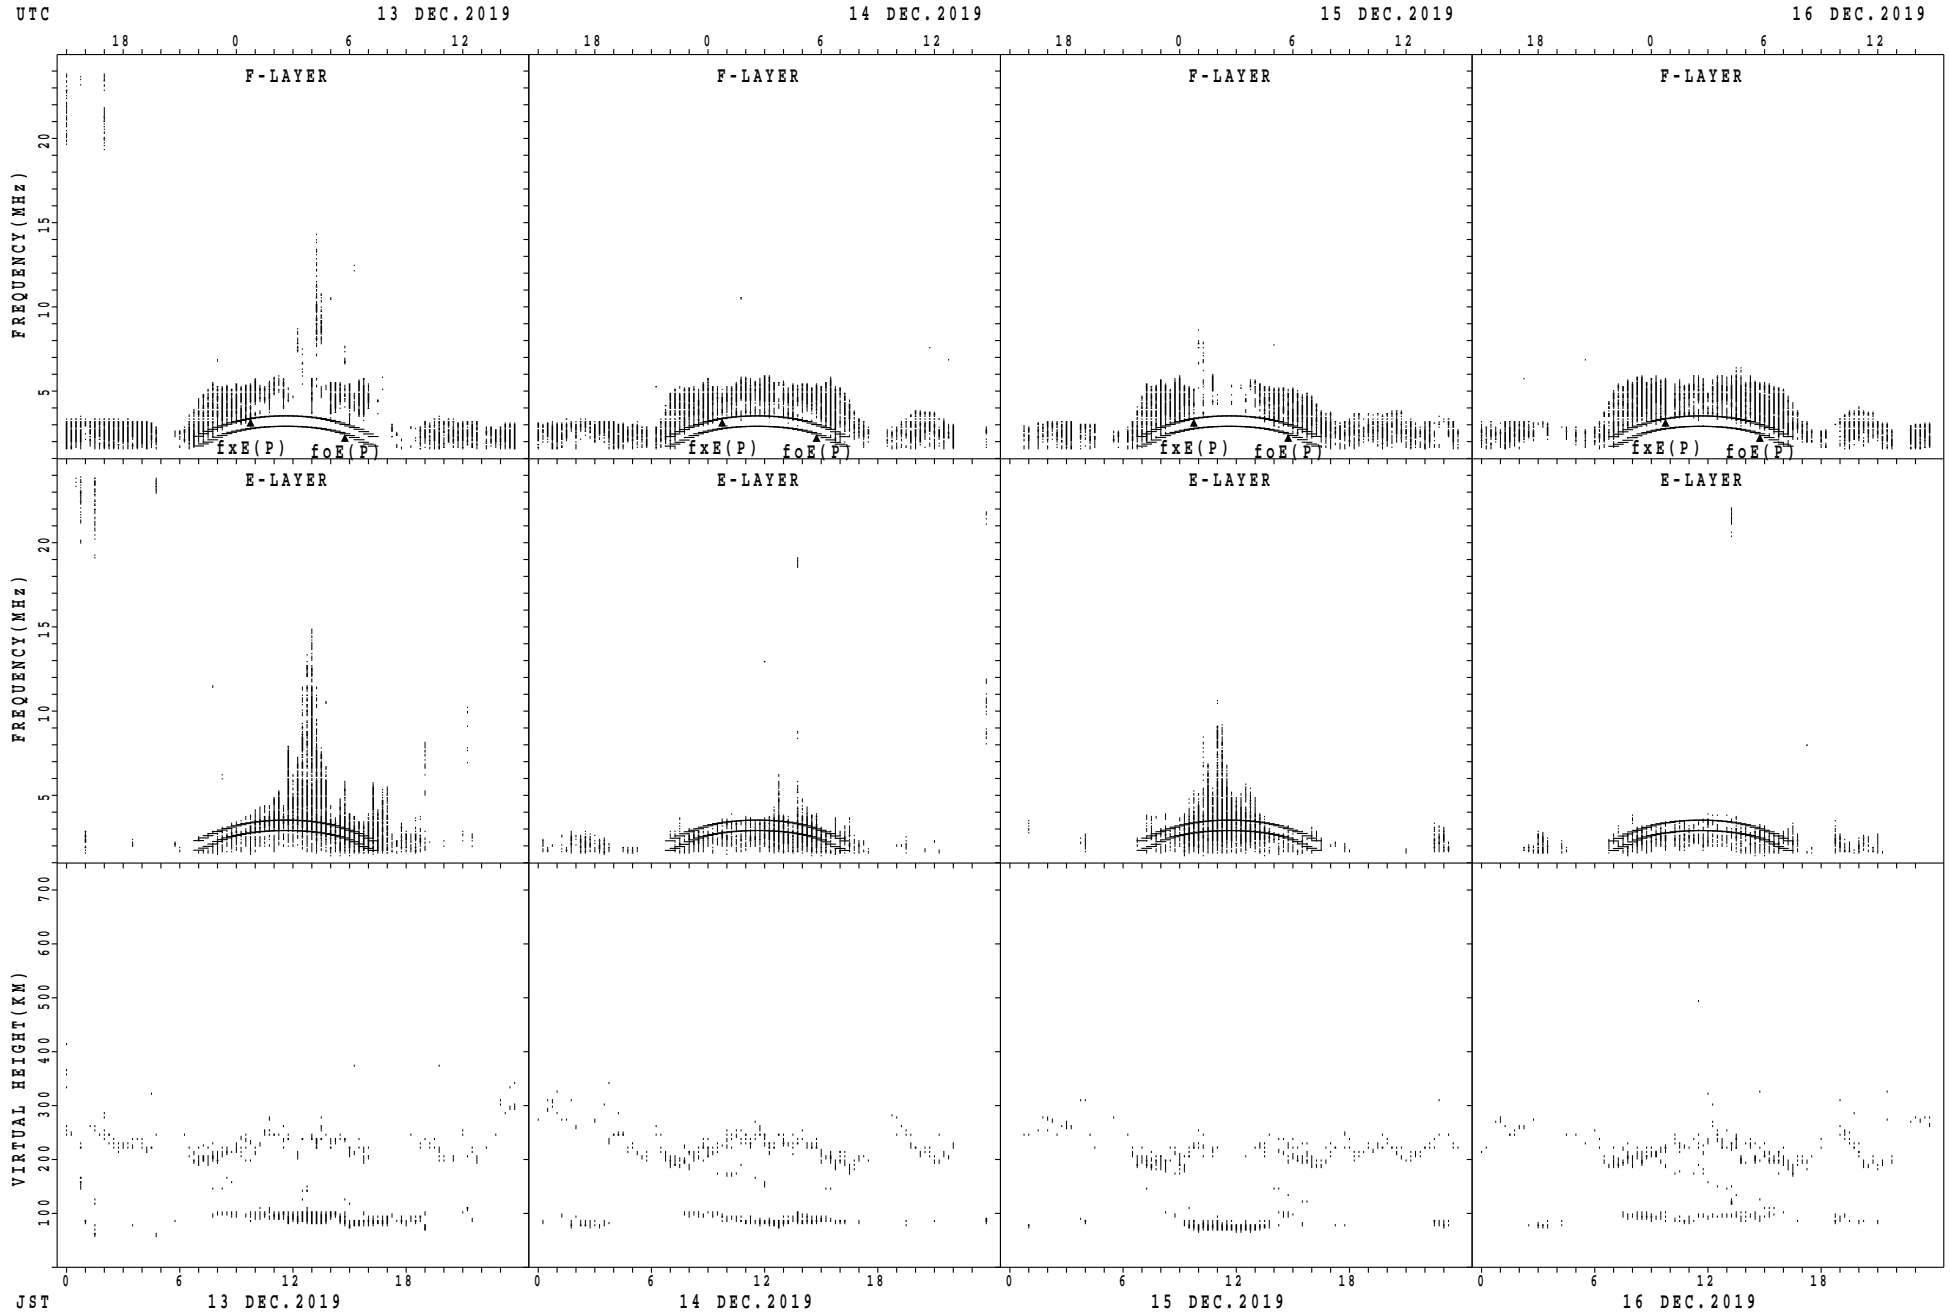 UTC 13 DEC.2019 14 DEC.2019 15 DEC.2019 16 DEC.2019
18 0 6 12 18 0 6 12 18 0 6 12 18 0 6 12
F-LAYER F-LAYER F-LAYER F-LAYER
FREQUENCY(MHz)
20
15
10
5
fxE(P) foE(P) fxE(P) foE(P) fxE(P) foE(P) fxE(P) foE(P)
E-LAYER E-LAYER E-LAYER E-LAYER
FREQUENCY(MHz)
20
15
10
5
VIRTUAL HEIGHT(KM)
700
600
500
400
300
200
100
0 6 12 18 0 6 12 18 0 6 12 18 0 6 12 18
JST 13 DEC.2019 14 DEC.2019 15 DEC.2019 16 DEC.2019